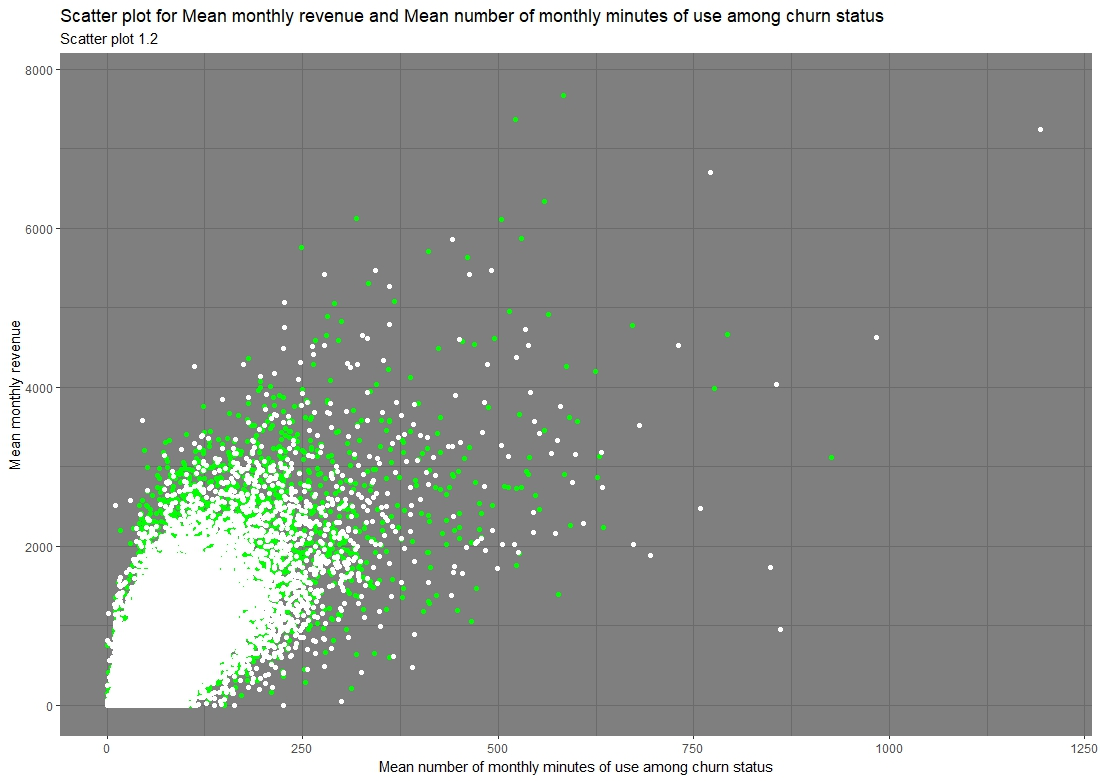 Scatter plot for Mean monthly revenue and Mean number of monthly minutes of use among churn status
Scatter plot 1.2
8000
6000
4000
2000
0
Mean monthly revenue
0 250 500 750 1000 1250
Mean number of monthly minutes of use among churn status